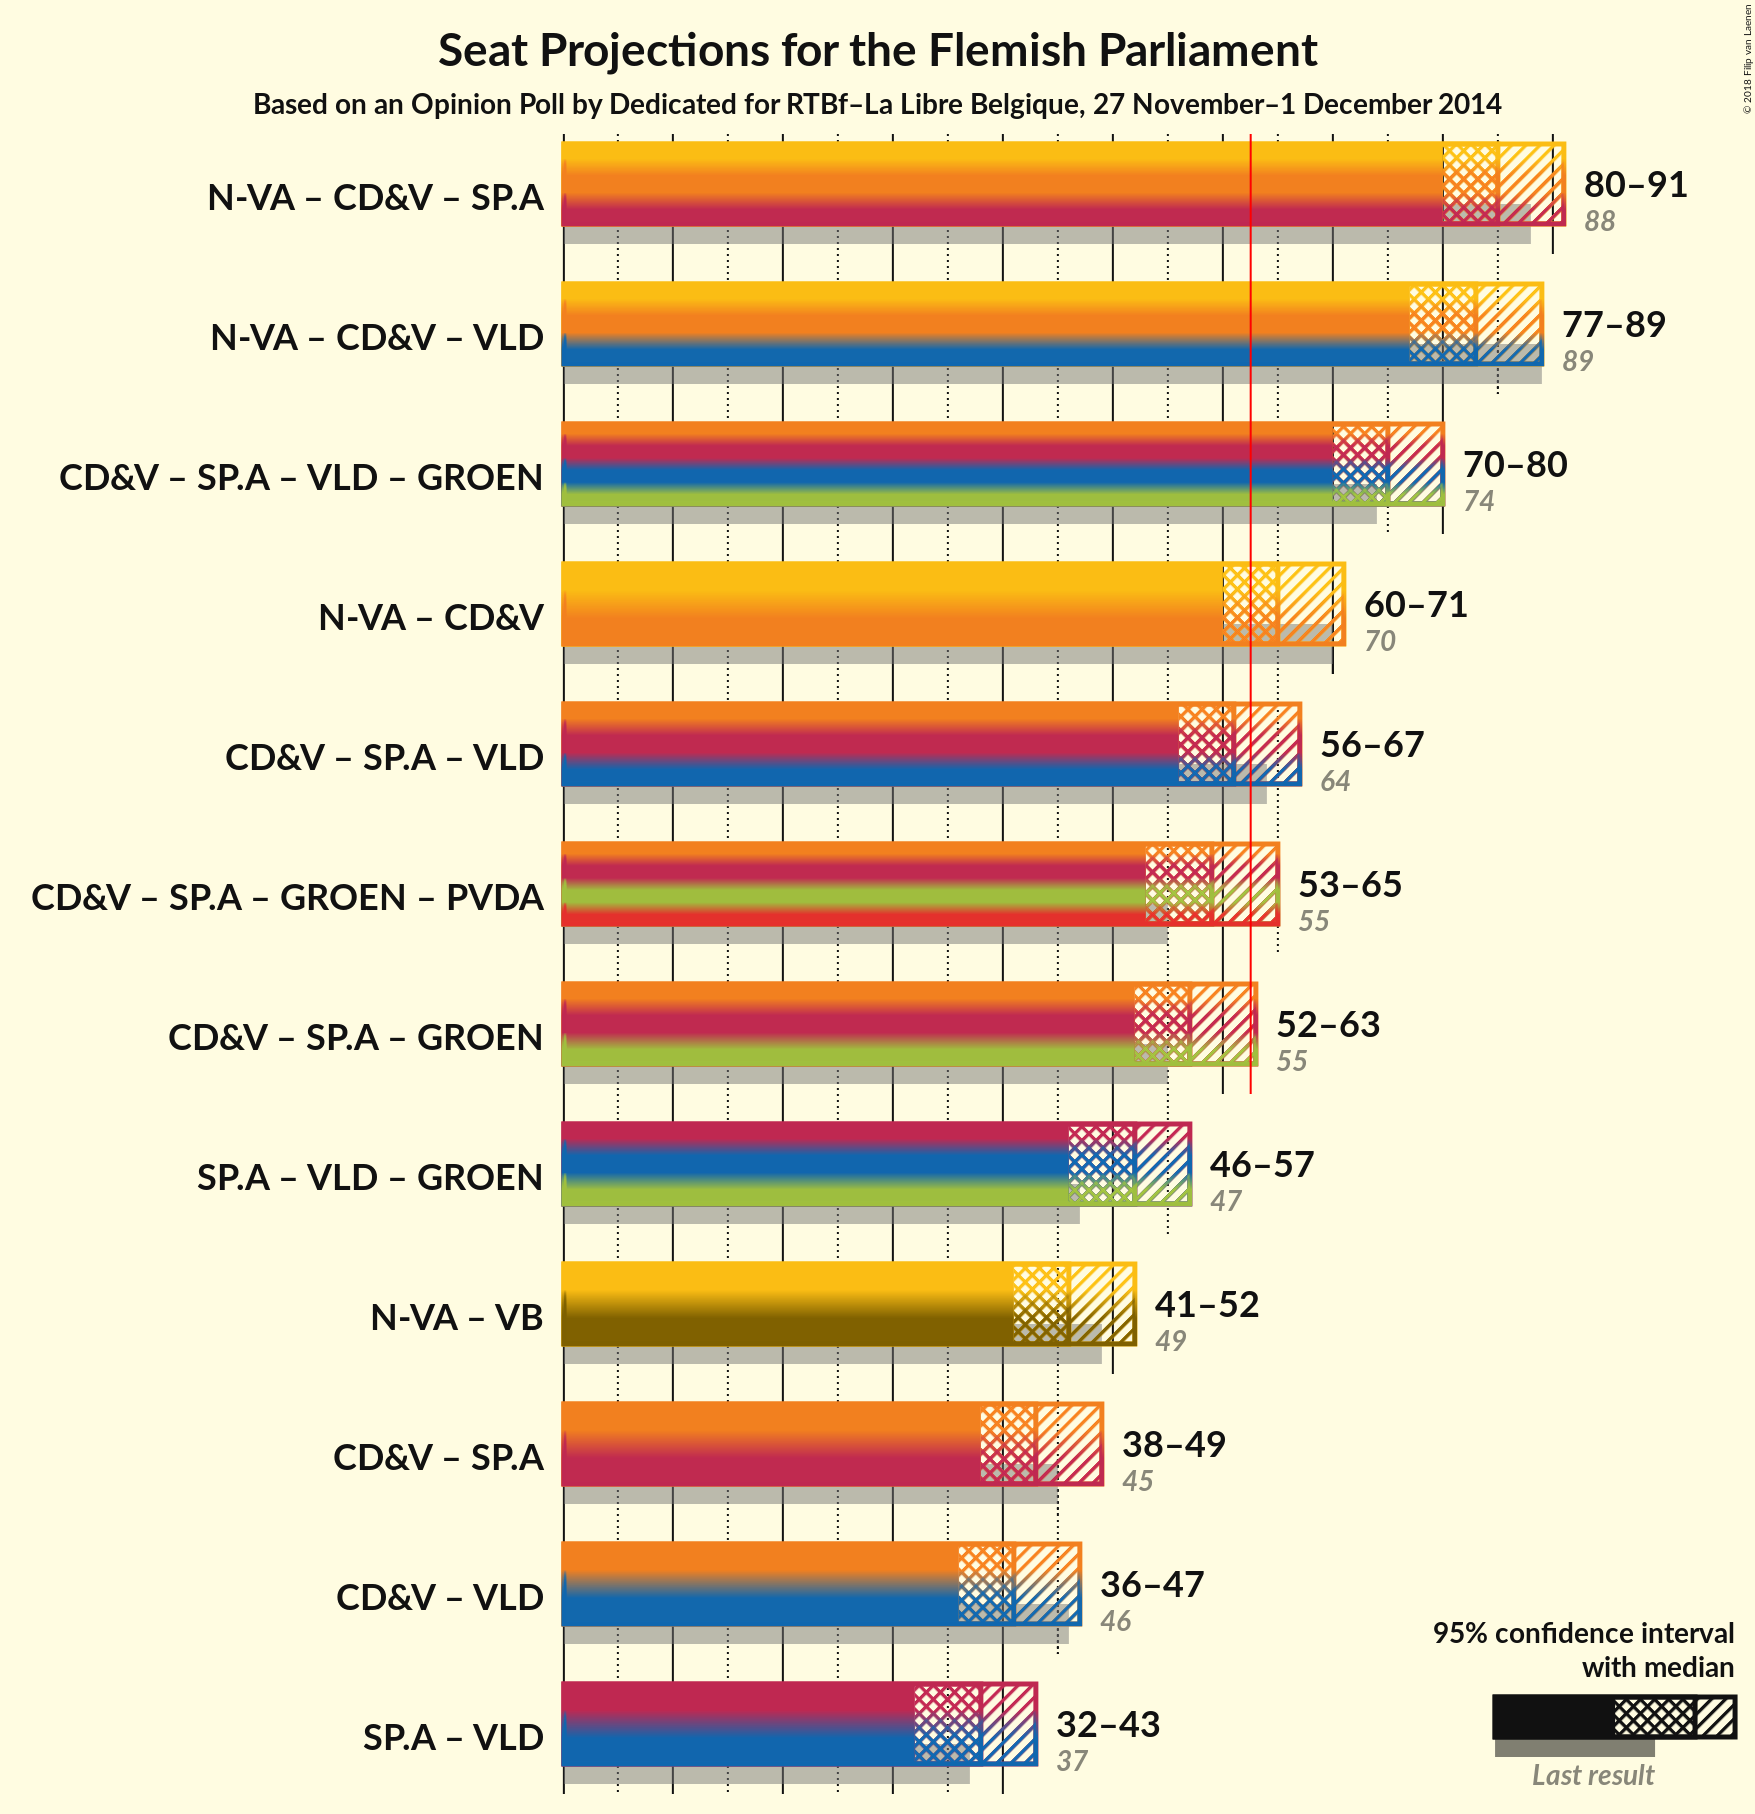 Seat Projections for the Flemish Parliament
Based on an Opinion Poll by Dedicated for RTBf–La Libre Belgique, 27 November–1 December 2014
© 2018 Filip van Laenen
N-VA – CD&V – SP.A
80–91
88
N-VA – CD&V – VLD
77–89
89
CD&V – SP.A – VLD – GROEN
70–80
74
N-VA – CD&V
60–71
70
CD&V – SP.A – VLD
56–67
64
CD&V – SP.A – GROEN – PVDA
53–65
55
CD&V – SP.A – GROEN
52–63
55
SP.A – VLD – GROEN
46–57
47
N-VA – VB
41–52
49
CD&V – SP.A
38–49
45
CD&V – VLD
36–47
46
SP.A – VLD
32–43
37
95% confidence interval
with median
Last result